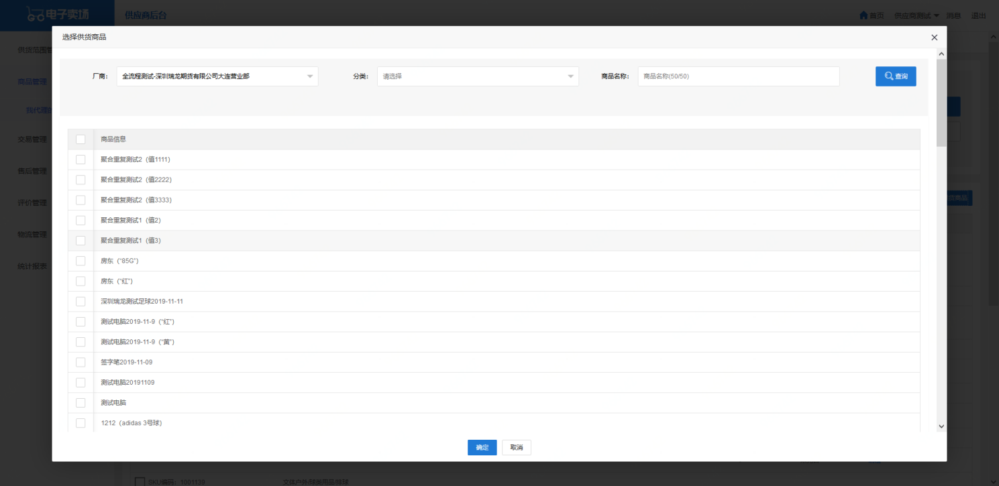 电子卖场
供应商后台
首页 供应商测试 消息 退出
选择供货商品
供货范围管
商品管理
我代理的
交易管理
售后管理
评价管理
物流管理
统计报表
厂商： 全流程测试-深圳瑞龙期货有限公司大连营业部 分类： 请选择 商品名称： 商品名称(50/50) 查询
商品信息
聚合重复测试2（值1111）
聚合重复测试2（值2222）
聚合重复测试2（值3333）
货商品
聚合重复测试1（值2）
聚合重复测试1（值3）
房东（“85G”）
房东（“红”）
深圳瑞龙测试足球2019-11-11
测试电脑2019-11-9（“红”）
测试电脑2019-11-9（“黄”）
签字笔2019-11-09
测试电脑20191109
测试电脑
1212（adidas 3号球）
确定 取消
SKU编码：1001139 文体户外/球类用品/排球